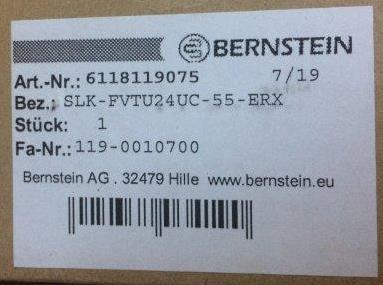 BERNSTEIN
Art.-Nr.: 6118119075 7/19
Bez.: SLK-FVTU24UC-55-ERX
Stück: 1
Fa-Nr.: 119-0010700
Bernstein AG . 32479 Hille www.bernstein.eu